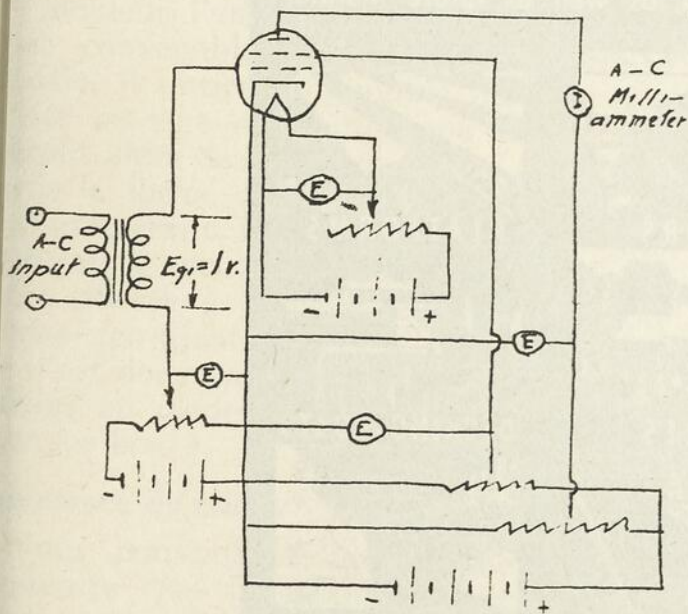 A-C
Milli-
ammeter
I
E
A-C
input
Eg₁=1v.
-
- +
E
E
E
- +
- +